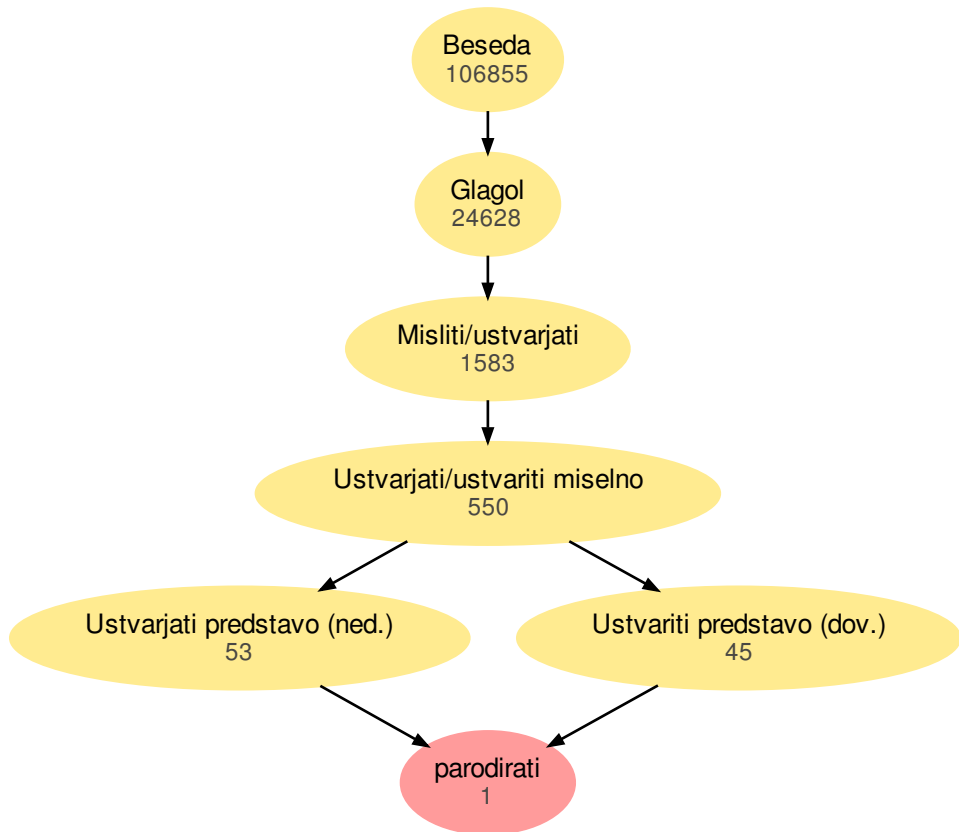 Beseda
106855
Glagol
24628
Misliti/ustvarjati
1583
Ustvarjati/ustvariti miselno
550
Ustvarjati predstavo (ned.)
53
Ustvariti predstavo (dov.)
45
parodirati
1